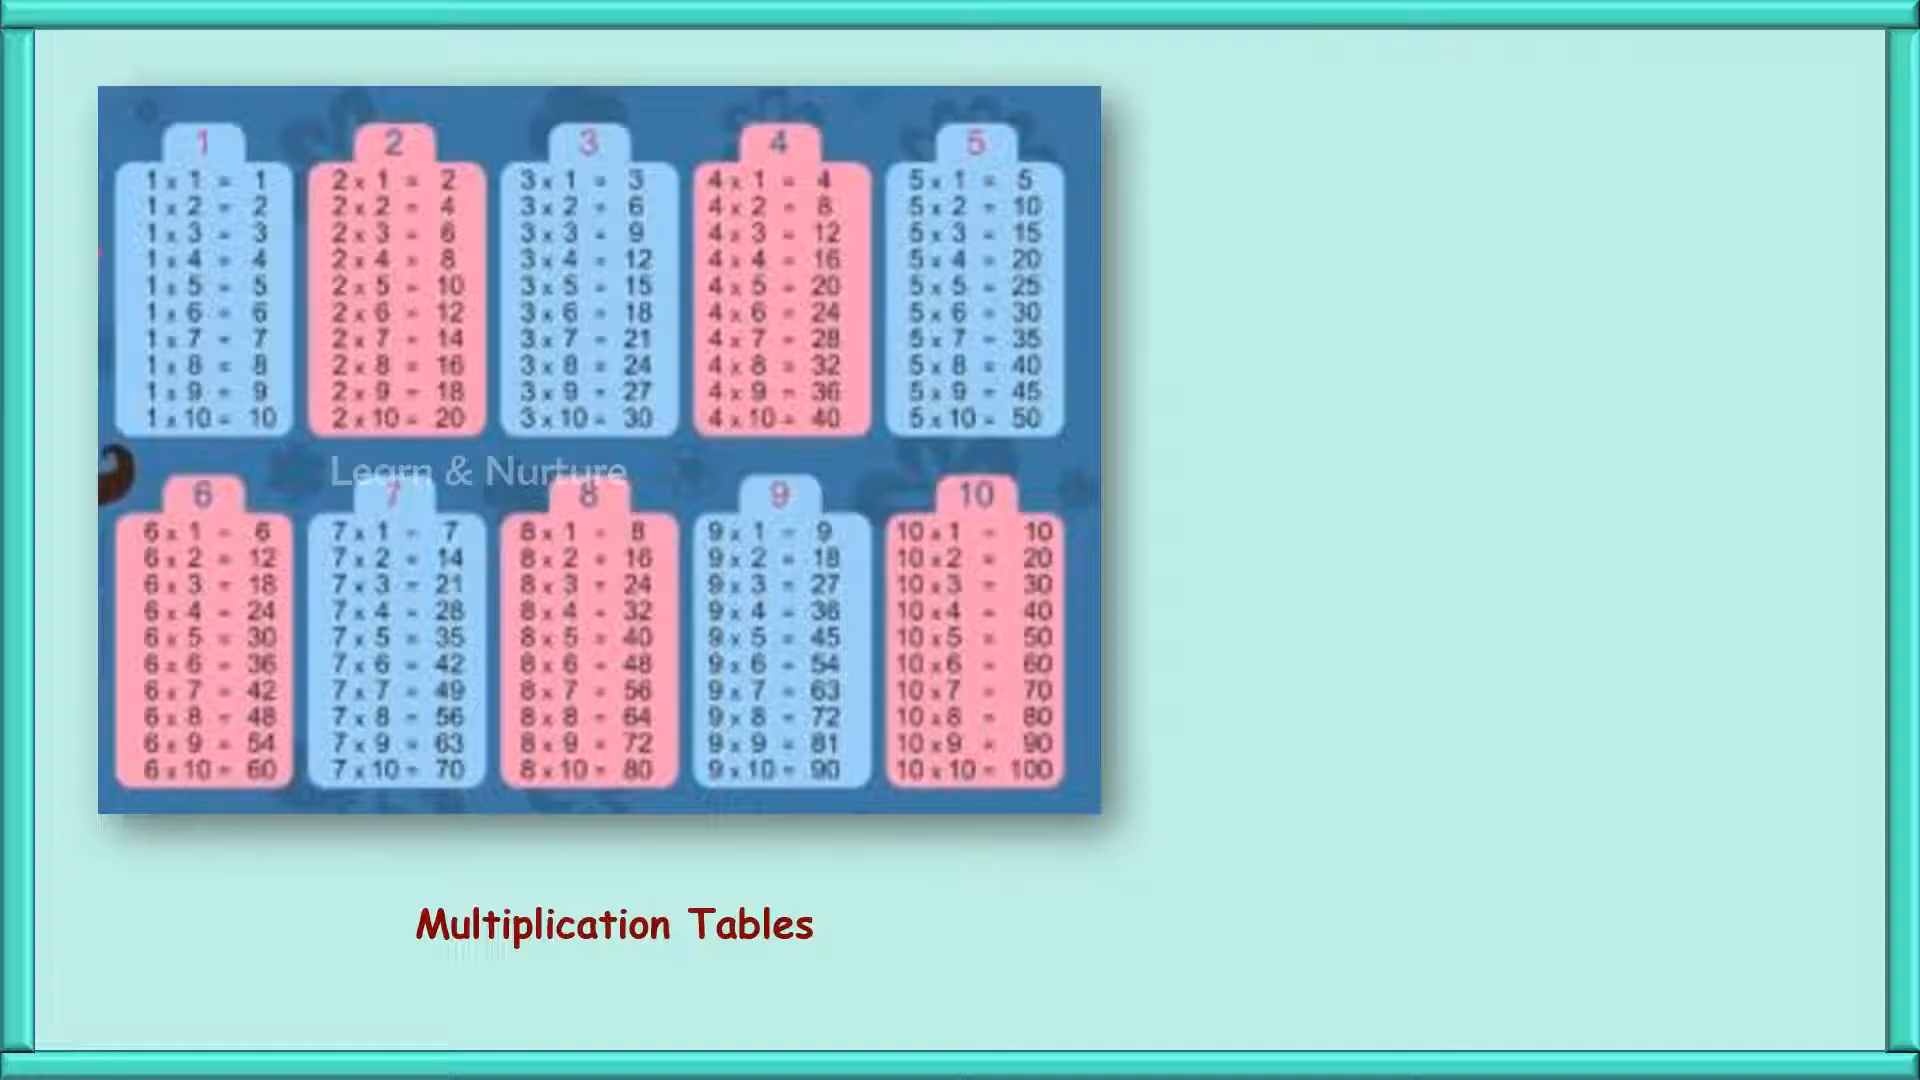 1 2 3 4 5
1 x 1 = 1 2 x 1 = 2 3 x 1 = 3 4 x 1 = 4 5 x 1 = 5
1 x 2 = 2 2 x 2 = 4 3 x 2 = 6 4 x 2 = 8 5 x 2 = 10
1 x 3 = 3 2 x 3 = 6 3 x 3 = 9 4 x 3 = 12 5 x 3 = 15
1 x 4 = 4 2 x 4 = 8 3 x 4 = 12 4 x 4 = 16 5 x 4 = 20
1 x 5 = 5 2 x 5 = 10 3 x 5 = 15 4 x 5 = 20 5 x 5 = 25
1 x 6 = 6 2 x 6 = 12 3 x 6 = 18 4 x 6 = 24 5 x 6 = 30
1 x 7 = 7 2 x 7 = 14 3 x 7 = 21 4 x 7 = 28 5 x 7 = 35
1 x 8 = 8 2 x 8 = 16 3 x 8 = 24 4 x 8 = 32 5 x 8 = 40
1 x 9 = 9 2 x 9 = 18 3 x 9 = 27 4 x 9 = 36 5 x 9 = 45
1 x 10 = 10 2 x 10 = 20 3 x 10 = 30 4 x 10 = 40 5 x 10 = 50
Learn & Nurture
6 7 8 9 10
6 x 1 = 6 7 x 1 = 7 8 x 1 = 8 9 x 1 = 9 10 x 1 = 10
6 x 2 = 12 7 x 2 = 14 8 x 2 = 16 9 x 2 = 18 10 x 2 = 20
6 x 3 = 18 7 x 3 = 21 8 x 3 = 24 9 x 3 = 27 10 x 3 = 30
6 x 4 = 24 7 x 4 = 28 8 x 4 = 32 9 x 4 = 36 10 x 4 = 40
6 x 5 = 30 7 x 5 = 35 8 x 5 = 40 9 x 5 = 45 10 x 5 = 50
6 x 6 = 36 7 x 6 = 42 8 x 6 = 48 9 x 6 = 54 10 x 6 = 60
6 x 7 = 42 7 x 7 = 49 8 x 7 = 56 9 x 7 = 63 10 x 7 = 70
6 x 8 = 48 7 x 8 = 56 8 x 8 = 64 9 x 8 = 72 10 x 8 = 80
6 x 9 = 54 7 x 9 = 63 8 x 9 = 72 9 x 9 = 81 10 x 9 = 90
6 x 10 = 60 7 x 10 = 70 8 x 10 = 80 9 x 10 = 90 10 x 10 = 100
Multiplication Tables